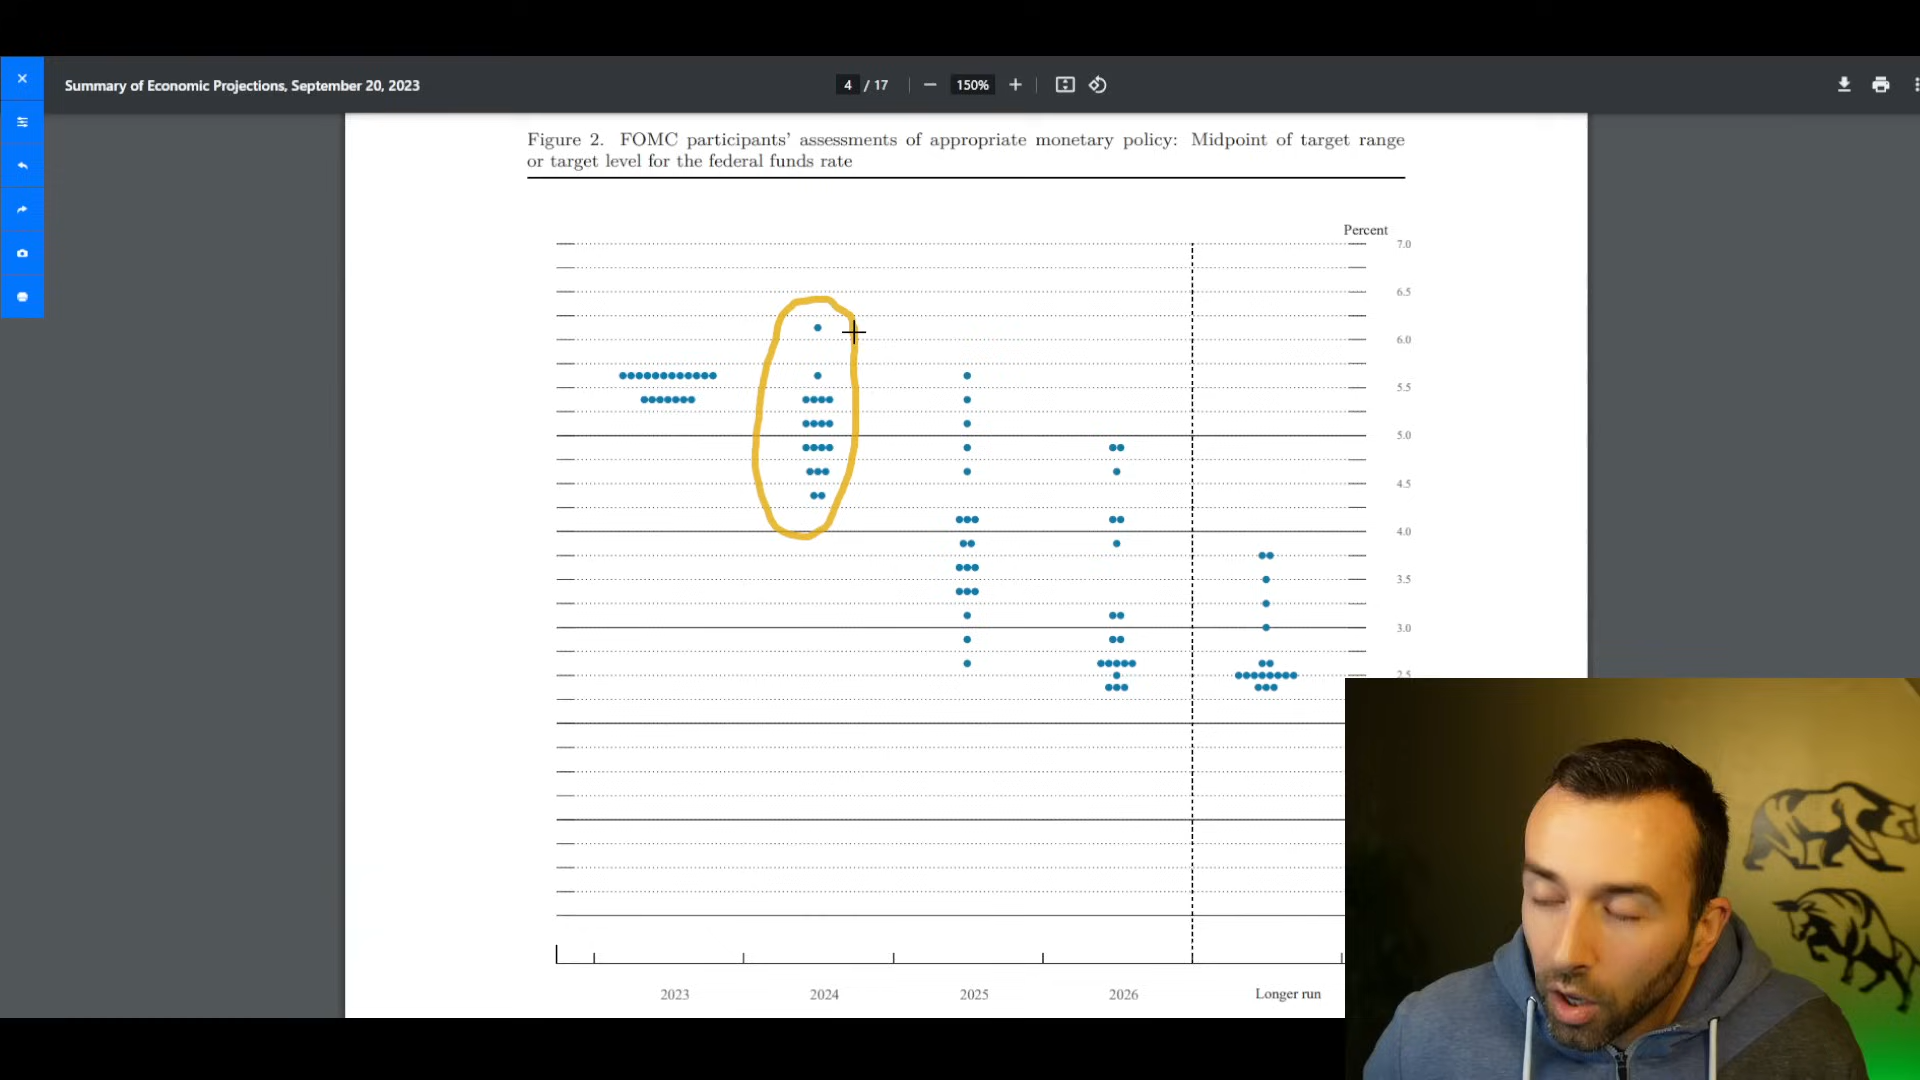 Summary of Economic Projections, September 20, 2023
4 / 17
150%
Figure 2. FOMC participants' assessments of appropriate monetary policy: Midpoint of target range
or target level for the federal funds rate
Percent
7.0
6.5
6.0
5.5
5.0
4.5
4.0
3.5
3.0
2.5
2023
2024
2025
2026
Longer run